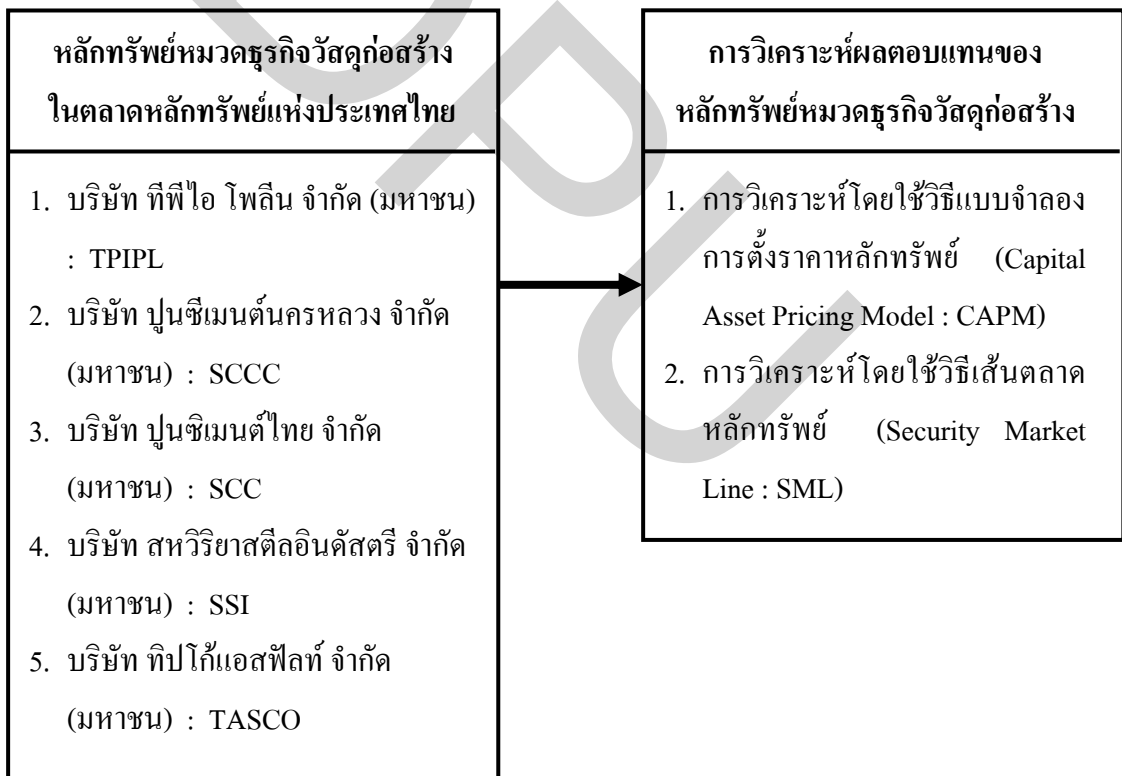 หลักทรัพย์หมวดธุรกิจวัสดุก่อสร้าง
ในตลาดหลักทรัพย์แห่งประเทศไทย
1. บริษัท ทีพีไอ โพลีน จำกัด (มหาชน)
: TPIPL
2. บริษัท ปูนซีเมนต์นครหลวง จำกัด
(มหาชน) : SCCC
3. บริษัท ปูนซิเมนต์ไทย จำกัด
(มหาชน) : SCC
4. บริษัท สหวิริยาสตีลอินดัสตรี จำกัด
(มหาชน) : SSI
5. บริษัท ทิปโก้แอสฟัลท์ จำกัด
(มหาชน) : TASCO
การวิเคราะห์ผลตอบแทนของ
หลักทรัพย์หมวดธุรกิจวัสดุก่อสร้าง
1. การวิเคราะห์โดยใช้วิธีแบบจำลอง
การตั้งราคาหลักทรัพย์ (Capital
Asset Pricing Model : CAPM)
2. การวิเคราะห์โดยใช้วิธีเส้นตลาด
หลักทรัพย์ (Security Market
Line : SML)
DPU